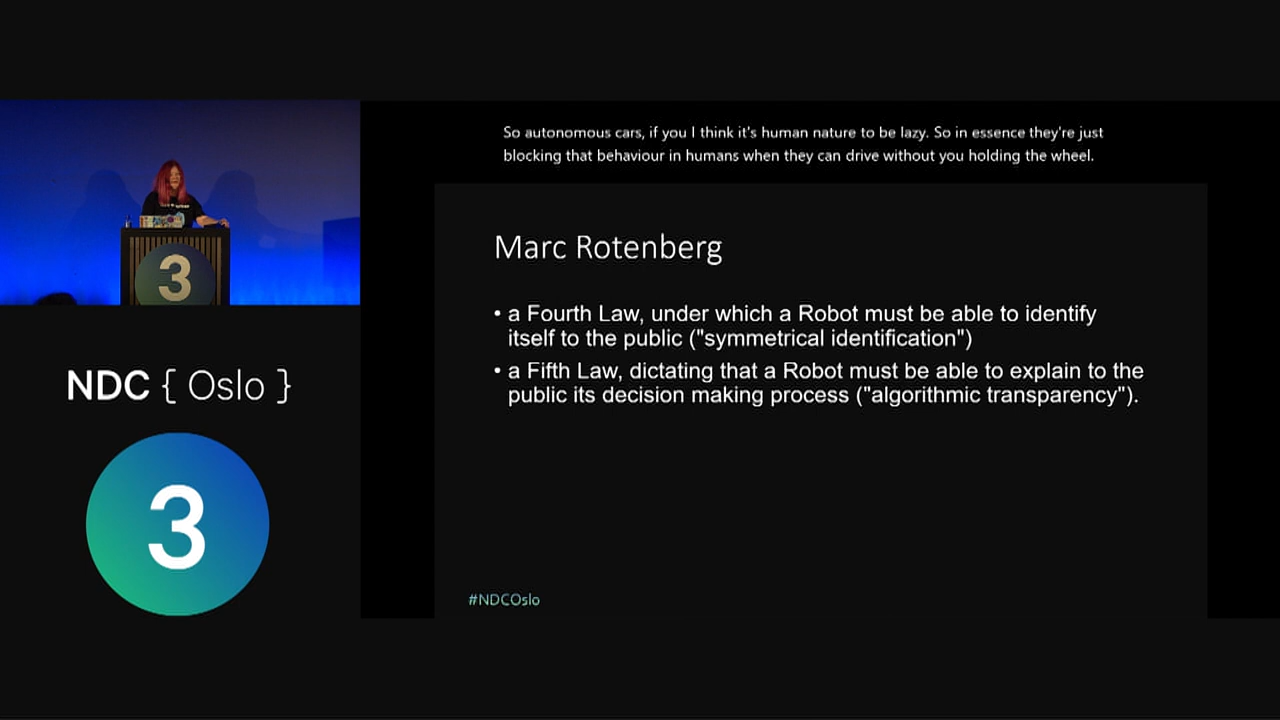 So autonomous cars, if you I think it's human nature to be lazy. So in essence they're just
blocking that behaviour in humans when they can drive without you holding the wheel.
Marc Rotenberg
• a Fourth Law, under which a Robot must be able to identify
itself to the public ("symmetrical identification")
• a Fifth Law, dictating that a Robot must be able to explain to the
public its decision making process ("algorithmic transparency").
#NDCOslo
3
NDC { Oslo }
3